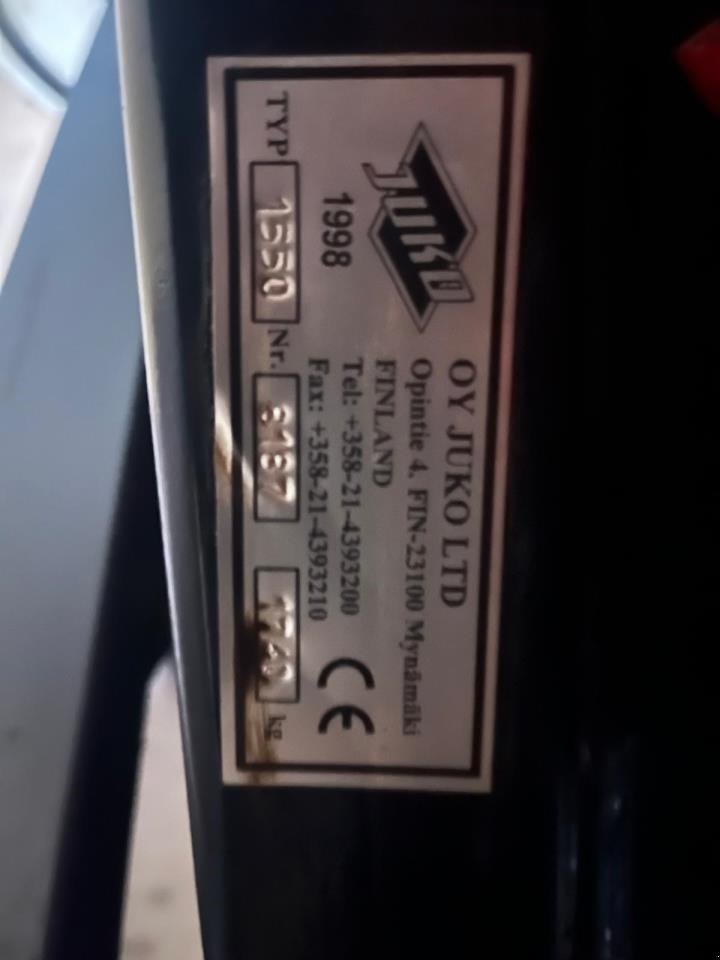 JUKO
1998
OY JUKO LTD
Opintie 4. FIN-23100 Mynämäki
FINLAND
Tel: +358-21-4393200
Fax: +358-21-4393210
CE
TYP 1550 Nr. kg